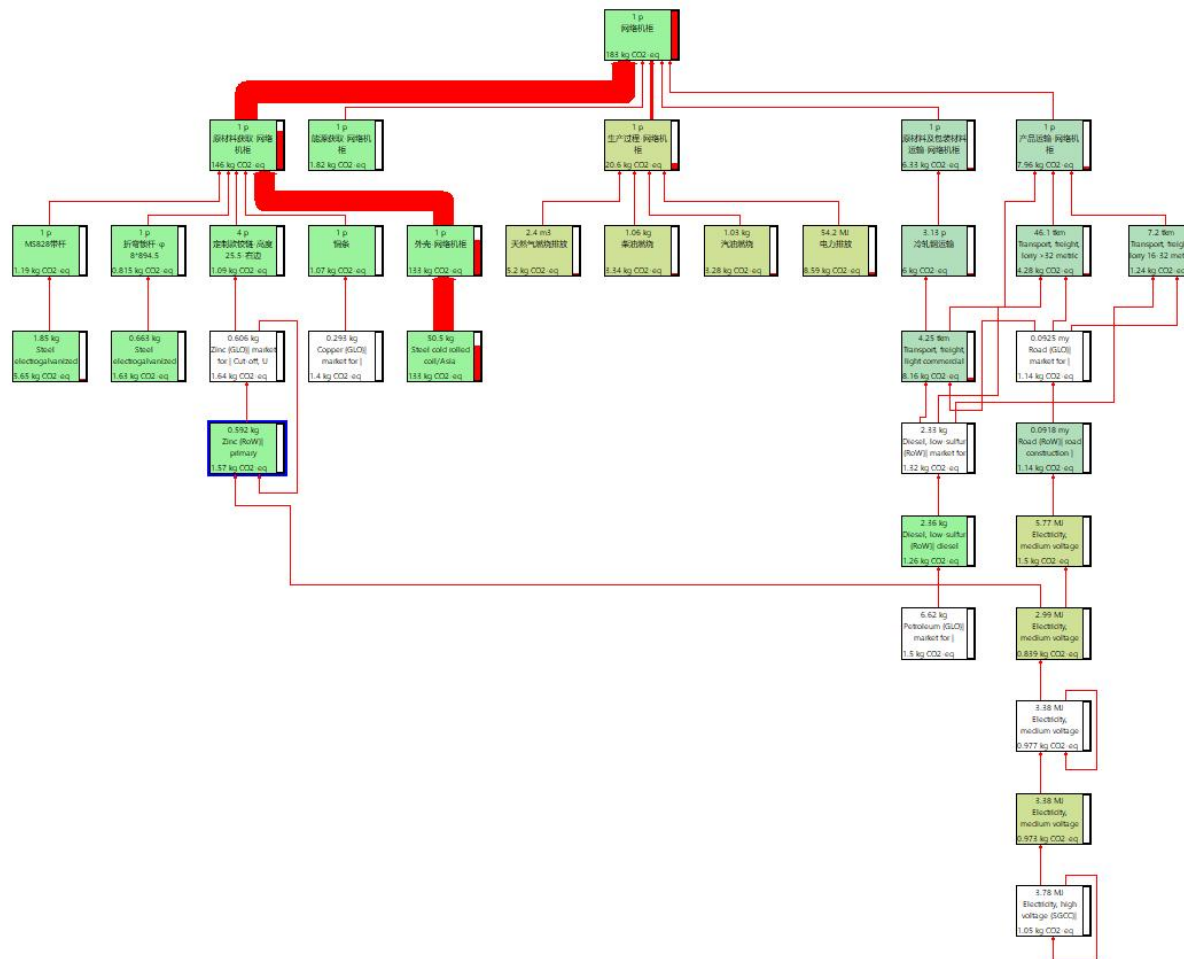 1 p
网络机柜
183 kg CO2-eq
1 p
原材料获取-网络
机柜
146 kg CO2-eq
1 p
能源获取-网络机
柜
1.82 kg CO2-eq
1 p
生产过程-网络机
柜
20.6 kg CO2-eq
1 p
原材料及包装材料
运输-网络机柜
6.33 kg CO2-eq
1 p
产品运输-网络机
柜
7.96 kg CO2-eq
1 p
MS828带杆
1.19 kg CO2-eq
1 p
折弯锁杆-φ
8*894.5
0.815 kg CO2-eq
4 p
25.5-右边
1.09 kg CO2-eq
1 p
铜条
1.07 kg CO2-eq
1 p
外壳-网络机柜
133 kg CO2-eq
2.4 m3
天然气燃烧排放
5.2 kg CO2-eq
1.06 kg
柴油燃烧
3.34 kg CO2-eq
1.03 kg
汽油燃烧
3.28 kg CO2-eq
54.2 MJ
电力排放
8.59 kg CO2-eq
3.13 p
冷轧钢运输
6 kg CO2-eq
46.1 tkm
Transport, freight,
lorry >32 metric
4.28 kg CO2-eq
7.2 tkm
Transport, freight,
lorry 16-32 met
1.24 kg CO2-e
1.85 kg
Steel
electrogalvanized
5.65 kg CO2-eq
0.663 kg
Steel
electrogalvanized
1.63 kg CO2-eq
0.606 kg
Zinc {GLO}| market
for | Cut-off, U
1.64 kg CO2-eq
0.293 kg
Copper {GLO}|
market for |
1.4 kg CO2-eq
50.5 kg
Steel cold rolled
coil/Asia
133 kg CO2-eq
4.25 tkm
Transport, freight,
light commercial
8.16 kg CO2-eq
0.0925 my
Road {GLO}|
market for |
1.14 kg CO2-eq
0.592 kg
Zinc {RoW}|
primary
1.57 kg CO2-eq
2.33 kg
Diesel, low-sulfur
{RoW}| market for
1.32 kg CO2-eq
0.0918 my
Road {RoW}| road
construction |
1.14 kg CO2-eq
2.36 kg
Diesel, low-sulfur
{RoW}| diesel
1.26 kg CO2-eq
5.77 MJ
Electricity,
medium voltage
1.5 kg CO2-eq
6.62 kg
Petroleum {GLO}|
market for |
1.5 kg CO2-eq
2.99 MJ
Electricity,
medium voltage
0.839 kg CO2-eq
3.38 MJ
Electricity,
medium voltage
0.977 kg CO2-eq
3.38 MJ
Electricity,
medium voltage
0.973 kg CO2-eq
3.78 MJ
Electricity, high
voltage {SGCC}|
1.05 kg CO2-eq